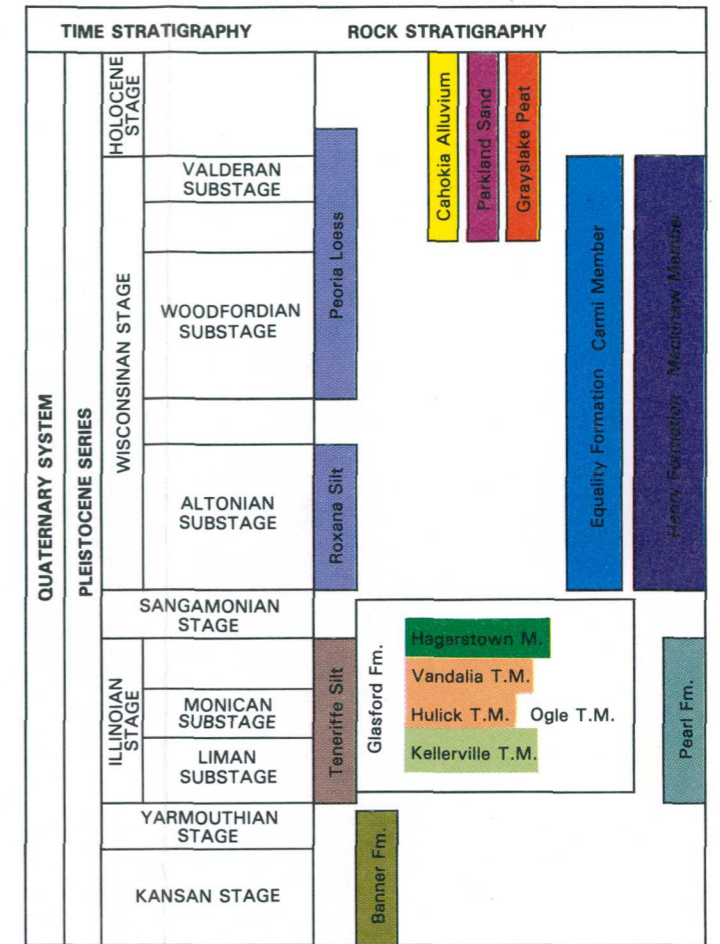 TIME STRATIGRAPHY
ROCK STRATIGRAPHY
QUATERNARY SYSTEM
PLEISTOCENE SERIES
HOLOCENE
STAGE
WISCONSINAN STAGE
VALDERAN
SUBSTAGE
WOODFORDIAN
SUBSTAGE
ALTONIAN
SUBSTAGE
SANGAMONIAN
STAGE
ILLINOIAN
STAGE
MONICAN
SUBSTAGE
LIMAN
SUBSTAGE
YARMOUTHIAN
STAGE
KANSAN STAGE
Peoria Loess
Roxana Silt
Teneriffe Silt
Cahokia Alluvium
Parkland Sand
Grayslake Peat
Equality Formation Carmi Member
Henry Formation Mackinaw Member
Glasford Fm.
Hagarstown M.
Vandalia T.M.
Hulick T.M. Ogle T.M.
Kellerville T.M.
Pearl Fm.
Banner Fm.